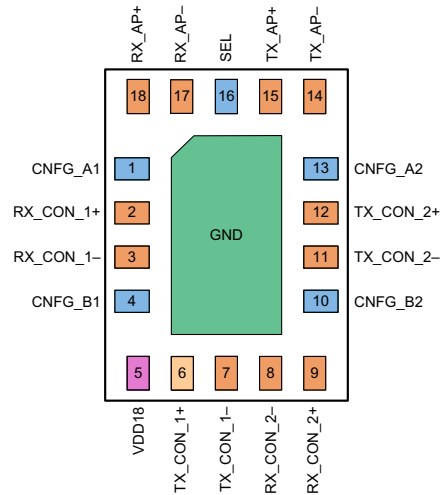 RX_AP+
RX_AP–
SEL
TX_AP+
TX_AP–
18
17
16
15
14
CNFG_A1
1
13
CNFG_A2
RX_CON_1+
2
12
TX_CON_2+
GND
RX_CON_1–
3
11
TX_CON_2–
CNFG_B1
4
10
CNFG_B2
5
6
7
8
9
VDD18
TX_CON_1+
TX_CON_1–
RX_CON_2–
RX_CON_2+